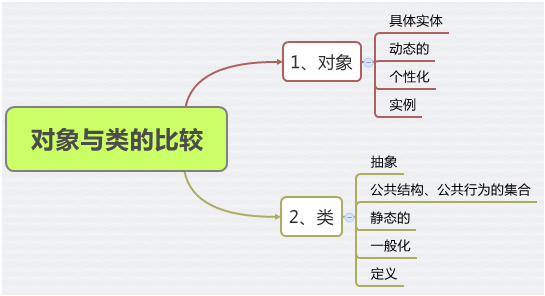 对象与类的比较
1、对象
具体实体
动态的
个性化
实例
2、类
抽象
公共结构、公共行为的集合
静态的
一般化
定义